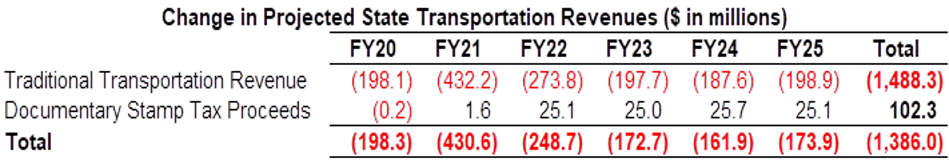 Change in Projected State Transportation Revenues ($ in millions)
FY20 FY21 FY22 FY23 FY24 FY25 Total
Traditional Transportation Revenue (198.1) (432.2) (273.8) (197.7) (187.6) (198.9) (1,488.3)
Documentary Stamp Tax Proceeds (0.2) 1.6 25.1 25.0 25.7 25.1 102.3
Total (198.3) (430.6) (248.7) (172.7) (161.9) (173.9) (1,386.0)